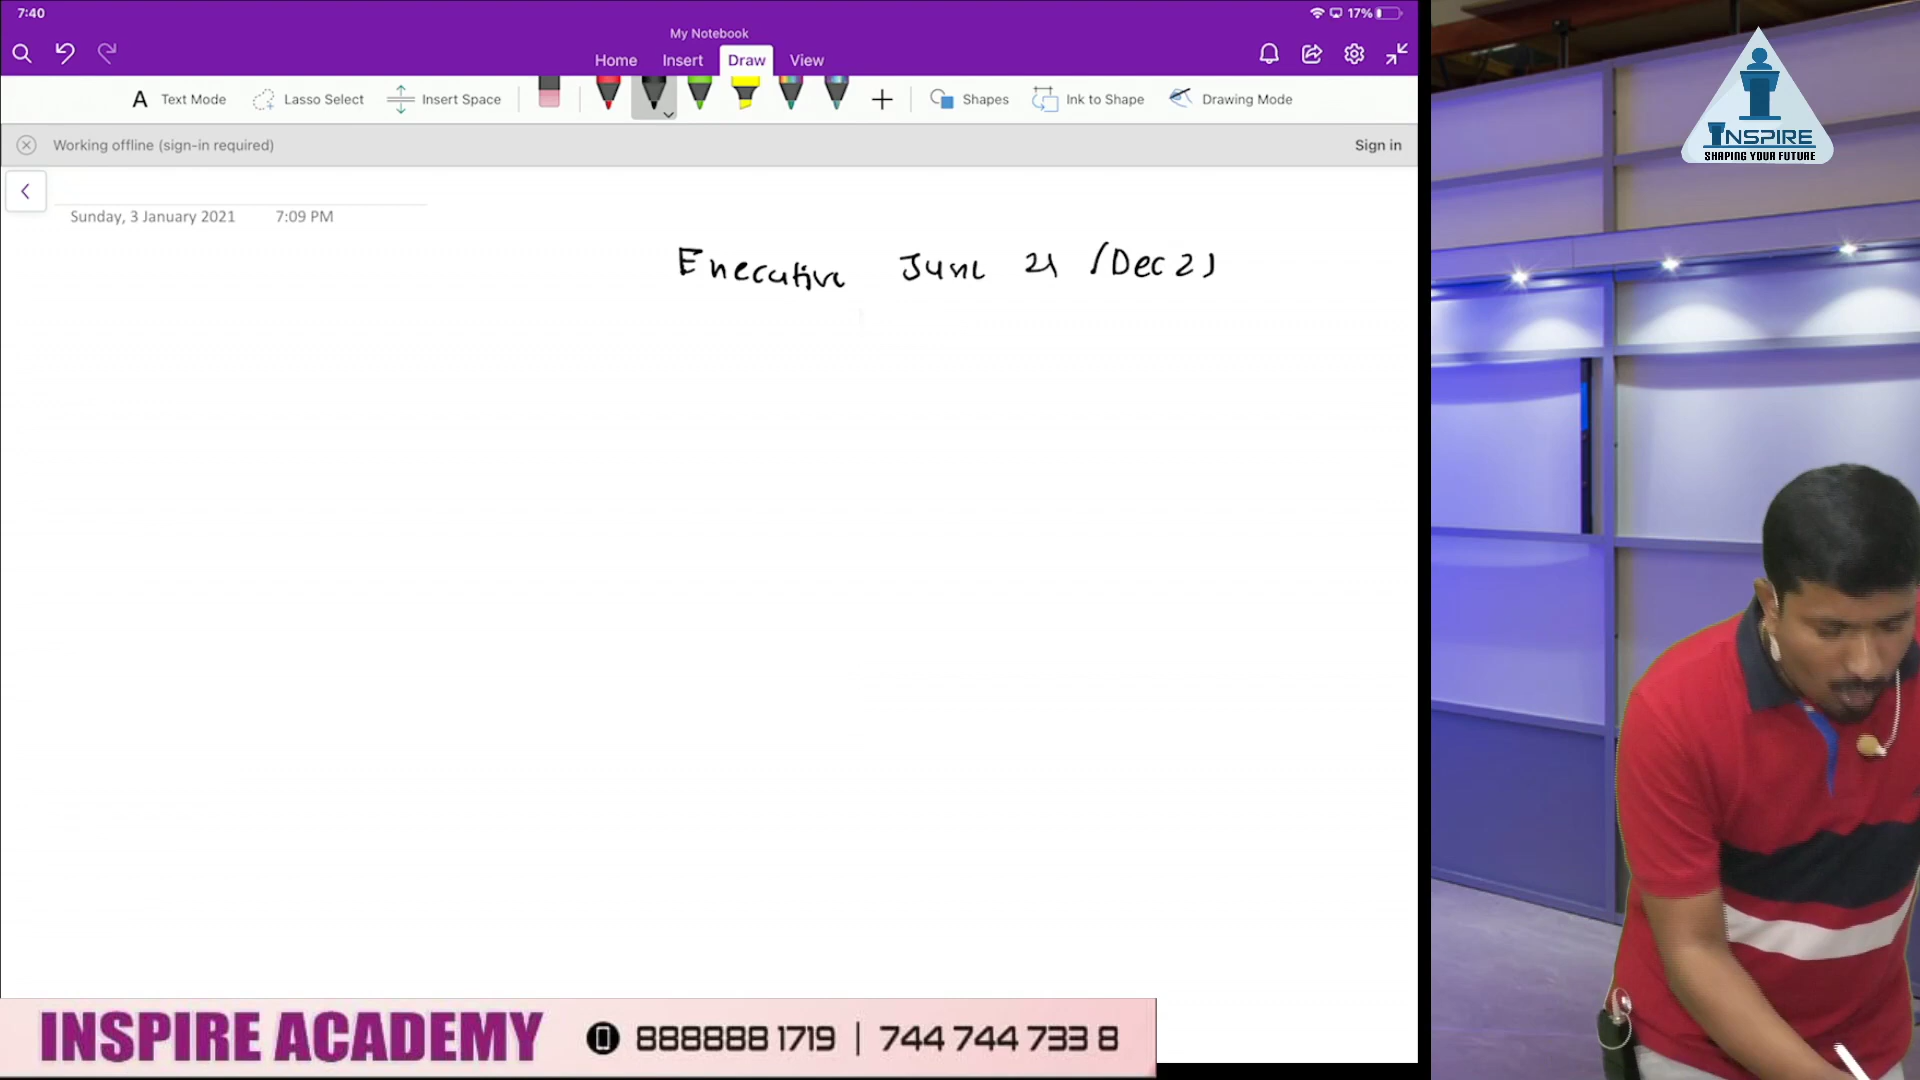 7:40
17%
My Notebook
Home Insert Draw View
A Text Mode Lasso Select Insert Space Shapes Ink to Shape Drawing Mode
Working offline (sign-in required) Sign in
Sunday, 3 January 2021 7:09 PM
Executive June 21 / Dec 21
INSPIRE
SHAPING YOUR FUTURE
INSPIRE ACADEMY 888888 1719 | 744 744 733 8